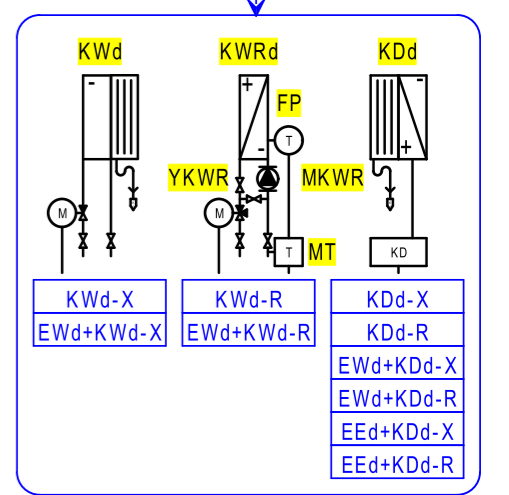 KWd KWRd KDd
- + -
FP
T
- +
YKWR MKWR
M M
MT
T KD
KWd-X KWd-R KDd-X
EWd+KWd-X EWd+KWd-R KDd-R
EWd+KDd-X
EWd+KDd-R
EEd+KDd-X
EEd+KDd-R